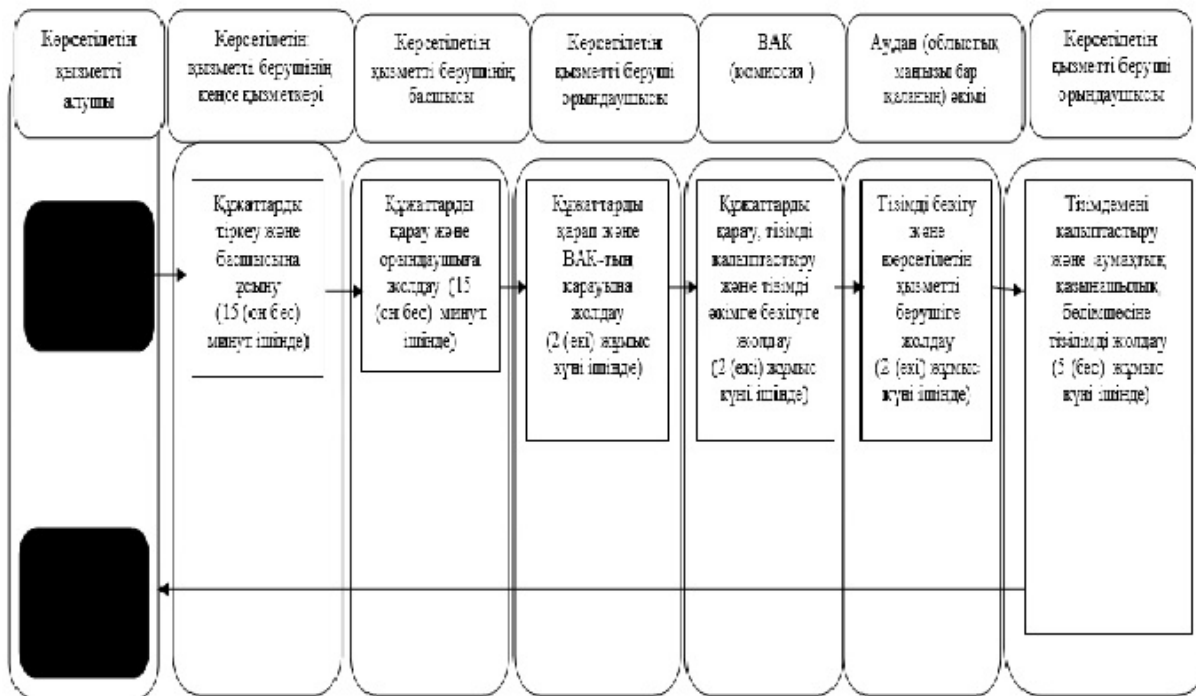 Көрсетілетін
қызметті
алушы
Көрсетілетін
қызметті берушінің
кеңсе қызметкері
Көрсетілетін
қызметті берушінің
басшысы
Көрсетілетін
қызметті беруші
орындаушысы
ВАК
(комиссия)
Аудан (облыстық
маңызы бар
қаланың) әкімі
Көрсетілетін
қызметті беруші
орындаушысы
Құжаттарды
тіркеу және
басшысына
ұсыну
(15 (он бес)
минут ішінде)
Құжаттарды
қарау және
орындаушыға
жолдау (15
(он бес) минут
ішінде)
Құжаттарды
қарап және
ВАК-тың
қарауына
жолдау
(2 (екі) жұмыс
күні ішінде)
Құжаттарды
қарау, тізімді
қалыптастыру
және тізімді
әкімге бекітуге
жолдау
(2 (екі) жұмыс
күні ішінде)
Тізімді бекіту
және
көрсетілетін
қызметті
берушіге
жолдау
(2 (екі) жұмыс
күні ішінде)
Тізімдемені
қалыптастыру
және аумақтық
қазынашылық
бөлімшесіне
тізілімді жолдау
(5 (бес) жұмыс
күні ішінде)